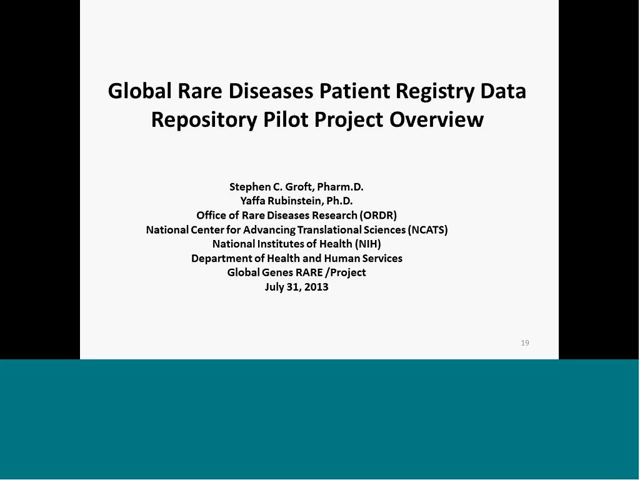 Global Rare Diseases Patient Registry Data
Repository Pilot Project Overview
Stephen C. Groft, Pharm.D.
Yaffa Rubinstein, Ph.D.
Office of Rare Diseases Research (ORDR)
National Center for Advancing Translational Sciences (NCATS)
National Institutes of Health (NIH)
Department of Health and Human Services
Global Genes RARE /Project
July 31, 2013
19